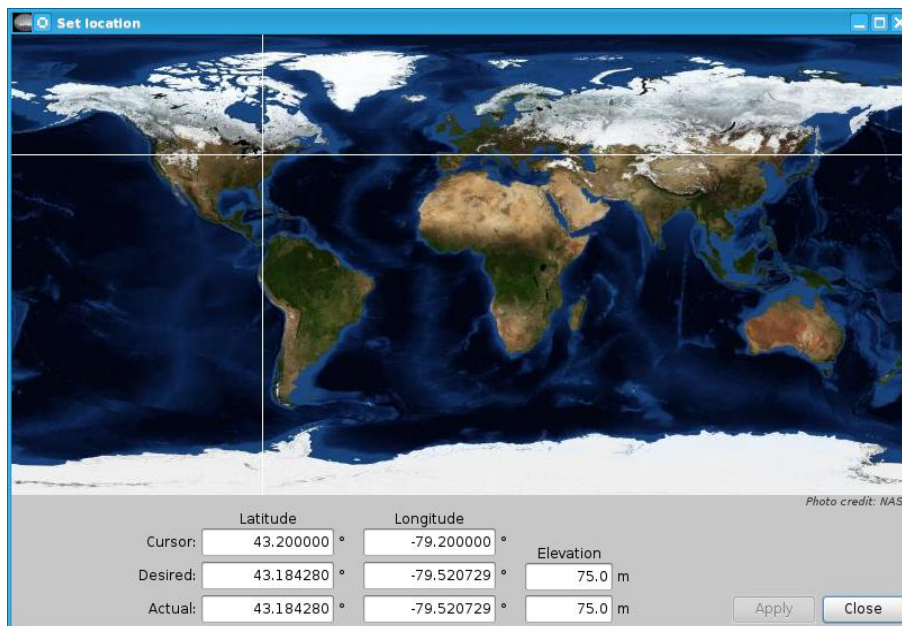 Set location
Photo credit: NAS
Latitude Longitude
Cursor: 43.200000 ° -79.200000 °
Elevation
Desired: 43.184280 ° -79.520729 ° 75.0 m
Actual: 43.184280 ° -79.520729 ° 75.0 m
Apply Close